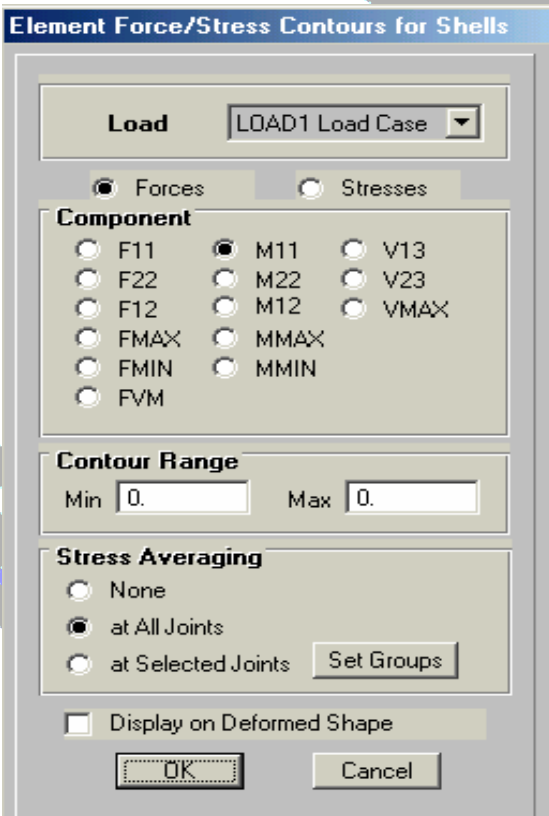 Element Force/Stress Contours for Shells
Load LOAD1 Load Case
Forces Stresses
Component
F11 M11 V13
F22 M22 V23
F12 M12 VMAX
FMAX MMAX
FMIN MMIN
FVM
Contour Range
Min 0. Max 0.
Stress Averaging
None
at All Joints
at Selected Joints Set Groups
Display on Deformed Shape
OK Cancel